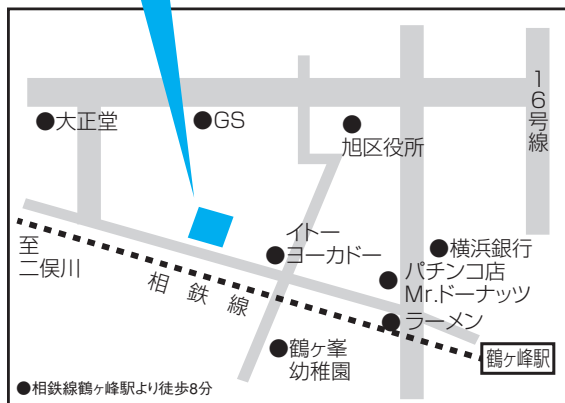 16号線
●大正堂
●GS
●旭区役所
至
二俣川
相鉄線
イトー
●ヨーカドー
●横浜銀行
●パチンコ店
Mr.ドーナッツ
●ラーメン
●鶴ヶ峯
幼稚園
鶴ヶ峰駅
●相鉄線鶴ヶ峰駅より徒歩8分